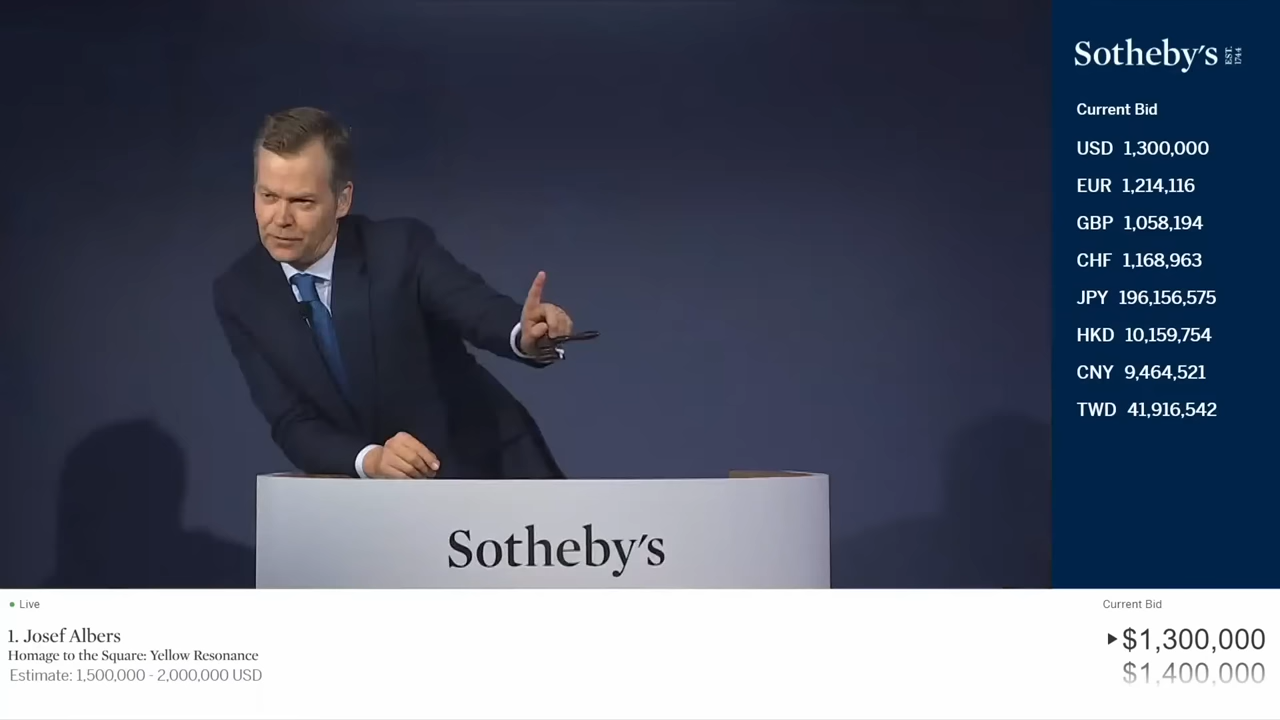 Sotheby's EST. 1744
Current Bid
USD 1,300,000
EUR 1,214,116
GBP 1,058,194
CHF 1,168,963
JPY 196,156,575
HKD 10,159,754
CNY 9,464,521
TWD 41,916,542
Sotheby's
Live
1. Josef Albers
Homage to the Square: Yellow Resonance
Estimate: 1,500,000 - 2,000,000 USD
Current Bid
$1,300,000
$1,400,000